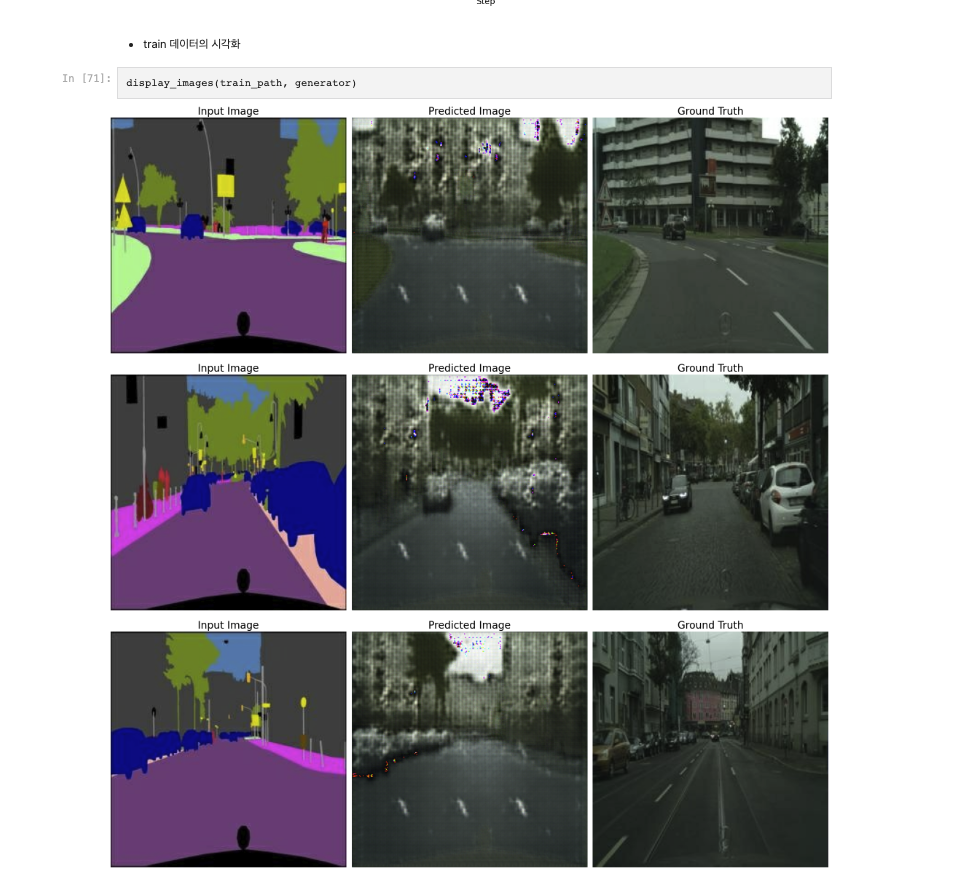 Step
• train 데이터의 시각화
In [71]: display_images(train_path, generator)
Input Image Predicted Image Ground Truth
Input Image Predicted Image Ground Truth
Input Image Predicted Image Ground Truth